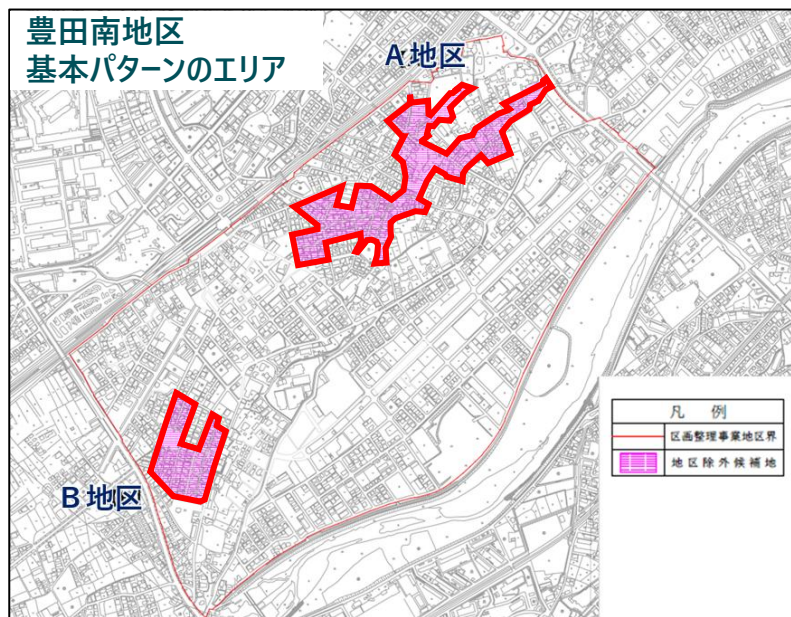 豊田南地区
基本パターンのエリア
A地区
B地区
凡例
区画整理事業地区界
地区除外候補地